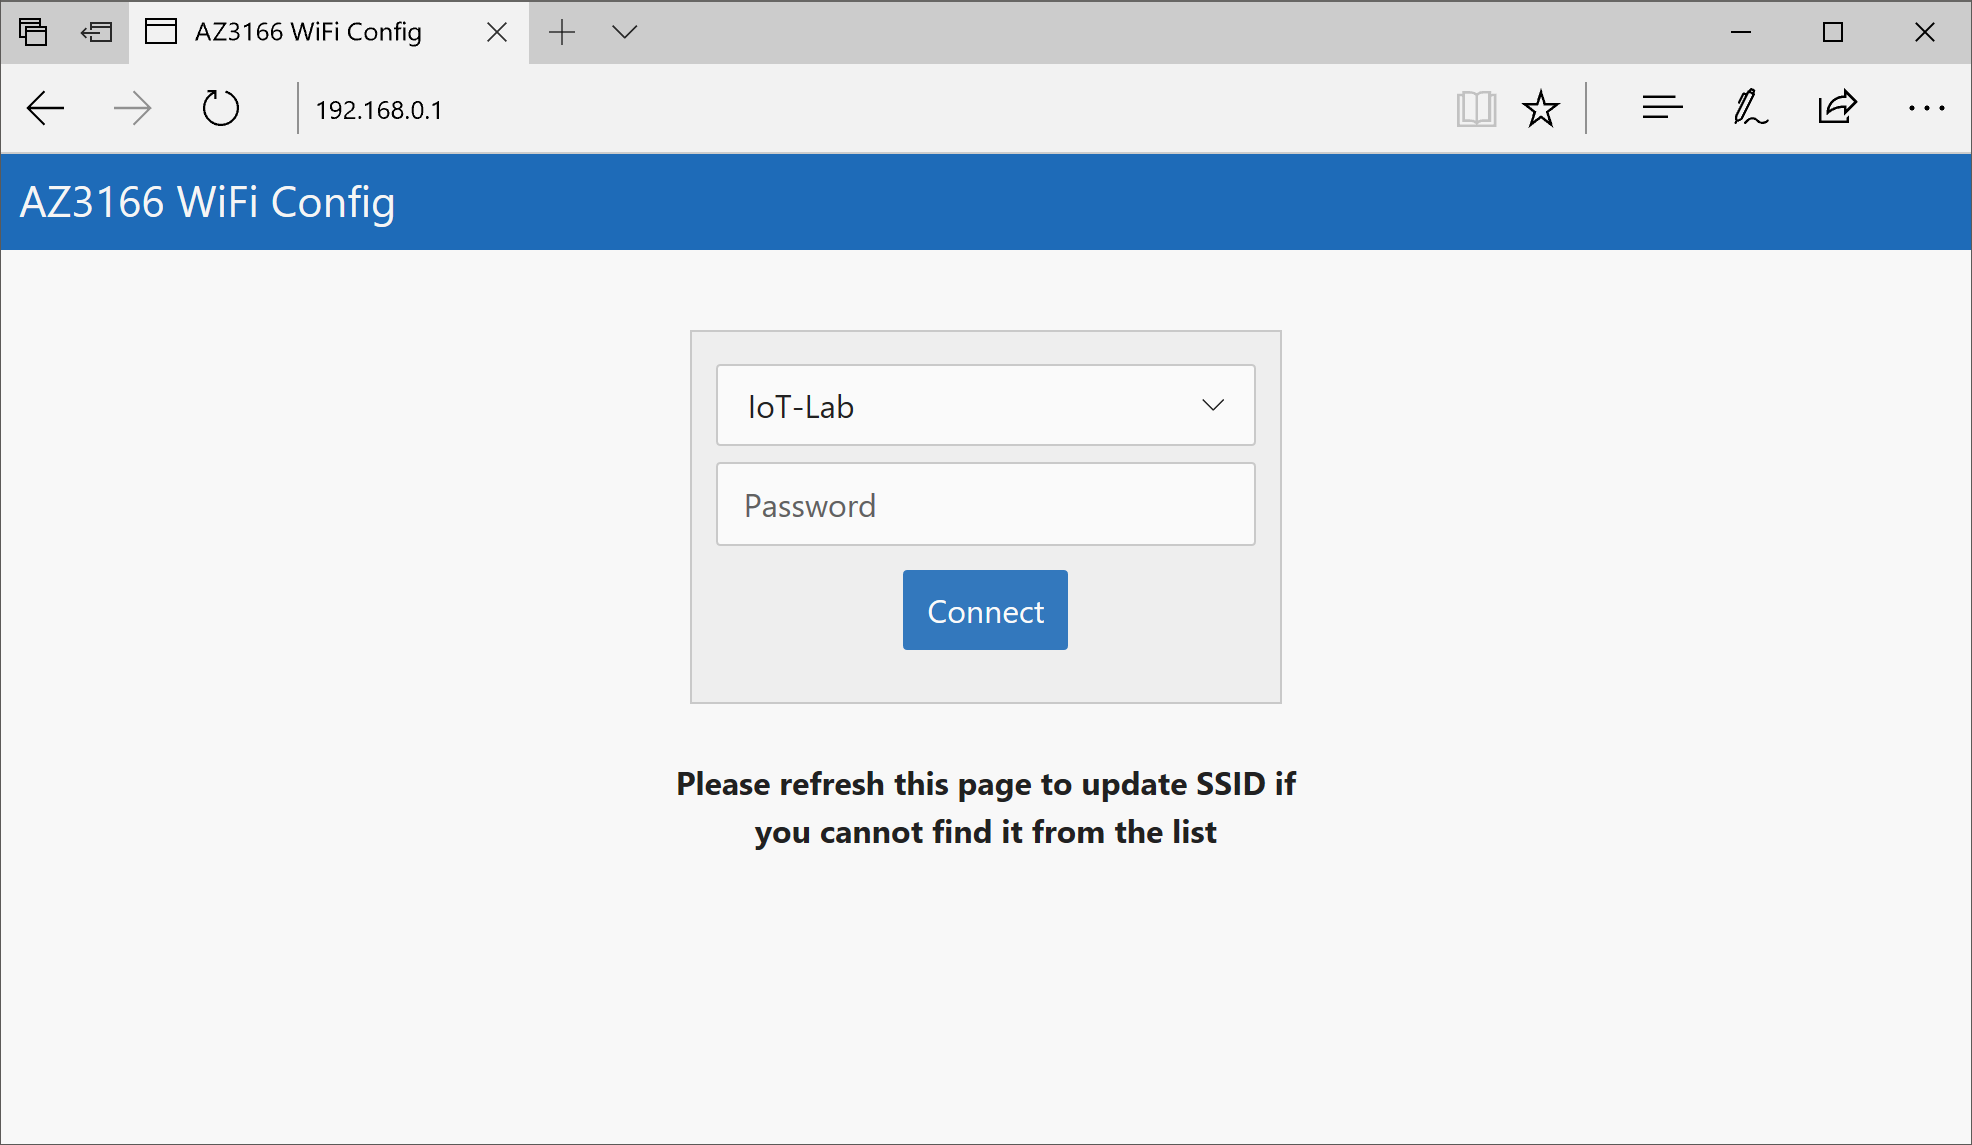 AZ3166 WiFi Config
192.168.0.1
AZ3166 WiFi Config
IoT-Lab
Password
Connect
Please refresh this page to update SSID if
you cannot find it from the list